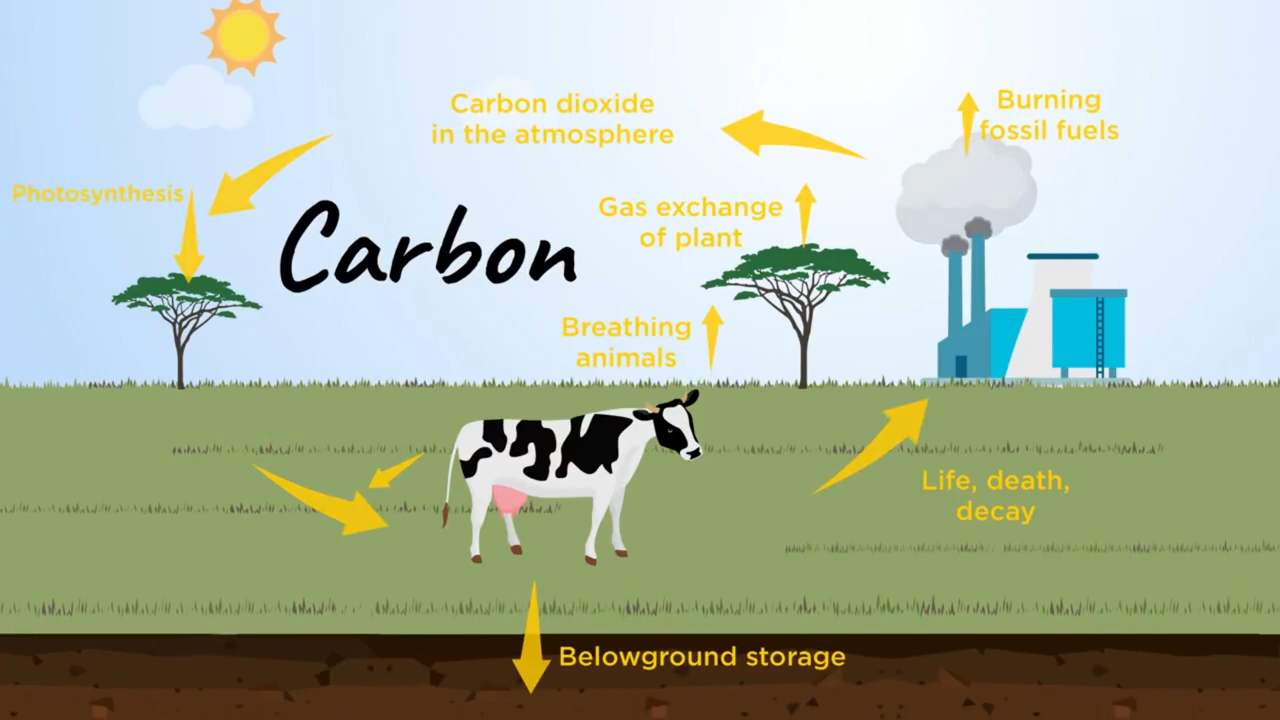 Carbon dioxide
in the atmosphere
Burning
fossil fuels
Photosynthesis
Gas exchange
of plant
Carbon
Breathing
animals
Life, death,
decay
Belowground storage